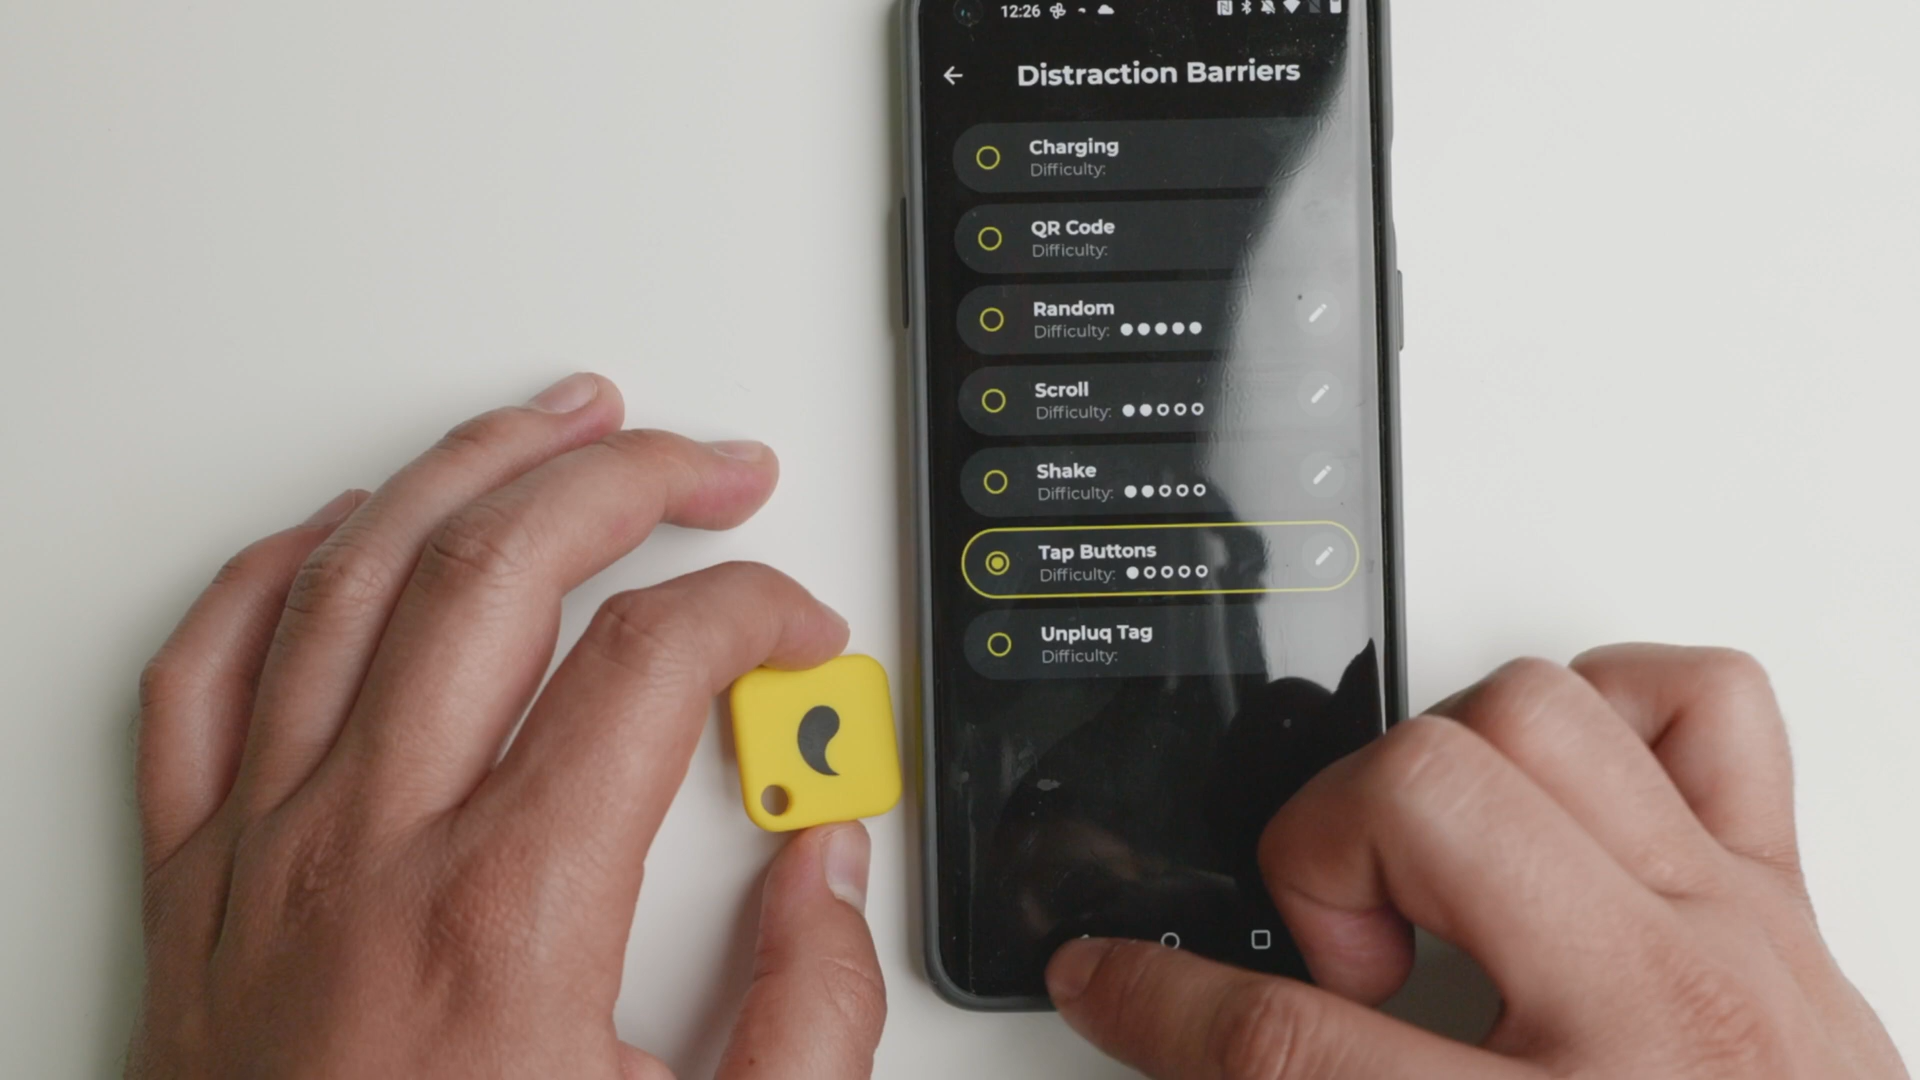 12:26
Distraction Barriers
Charging
Difficulty:
QR Code
Difficulty:
Random
Difficulty:
Scroll
Difficulty:
Shake
Difficulty:
Tap Buttons
Difficulty:
Unpluq Tag
Difficulty: